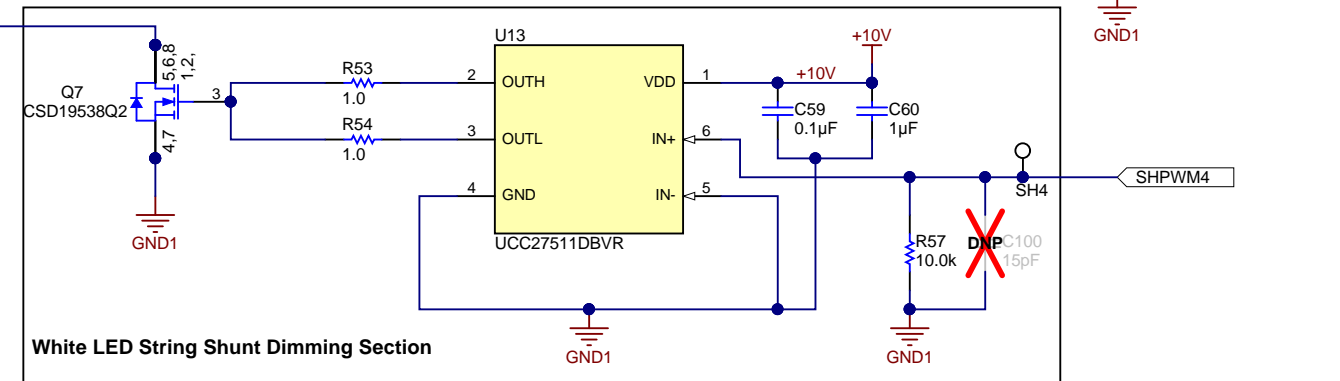 GND1
U13
+10V
5,6,8
1,2,
R53
1.0
2
OUTH
VDD
1
+10V
Q7
CSD19538Q2
3
C59
0.1µF
C60
1µF
R54
1.0
3
OUTL
IN+
6
4,7
SH4
SHPWM4
4
GND
IN-
5
R57
10.0k
DNP
C100
15pF
UCC27511DBVR
GND1
GND1
GND1
White LED String Shunt Dimming Section